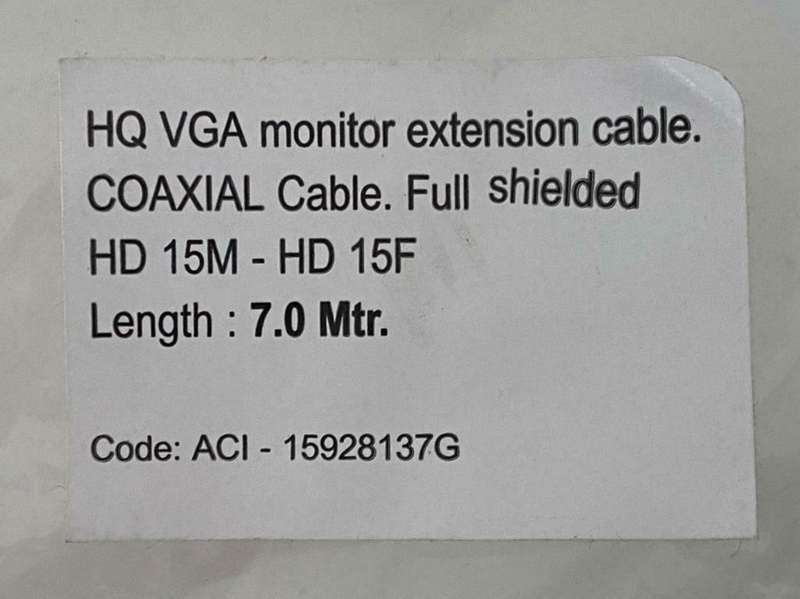 HQ VGA monitor extension cable.
COAXIAL Cable. Full shielded
HD 15M - HD 15F
Length : 7.0 Mtr.
Code: ACI - 15928137G